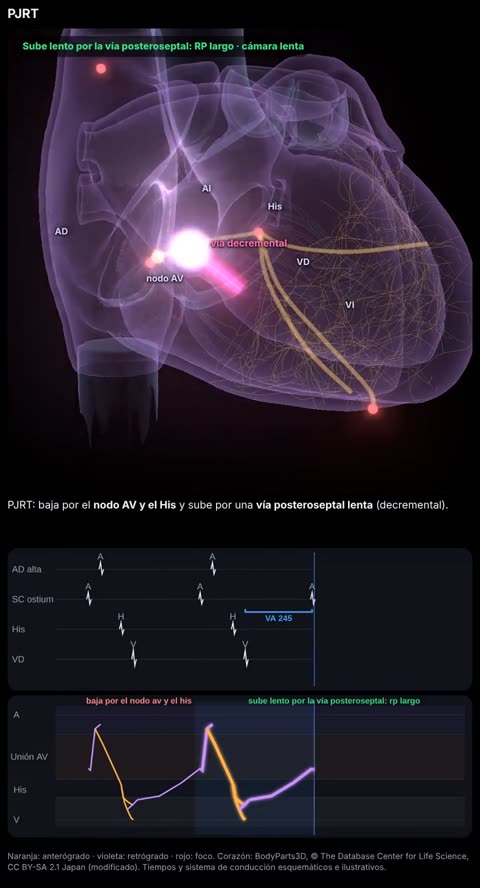 PJRT
Sube lento por la vía posteroseptal: RP largo · cámara lenta
AI
His
AD
vía decremental
VD
nodo AV
VI
PJRT: baja por el nodo AV y el His y sube por una vía posteroseptal lenta (decremental).
A A
AD alta
A A A
SC ostium
H H
VA 245
His
V V
VD
baja por el nodo av y el his sube lento por la vía posteroseptal: rp largo
A
Unión AV
His
V
Naranja: anterógrado · violeta: retrógrado · rojo: foco. Corazón: BodyParts3D, © The Database Center for Life Science,
CC BY-SA 2.1 Japan (modificado). Tiempos y sistema de conducción esquemáticos e ilustrativos.